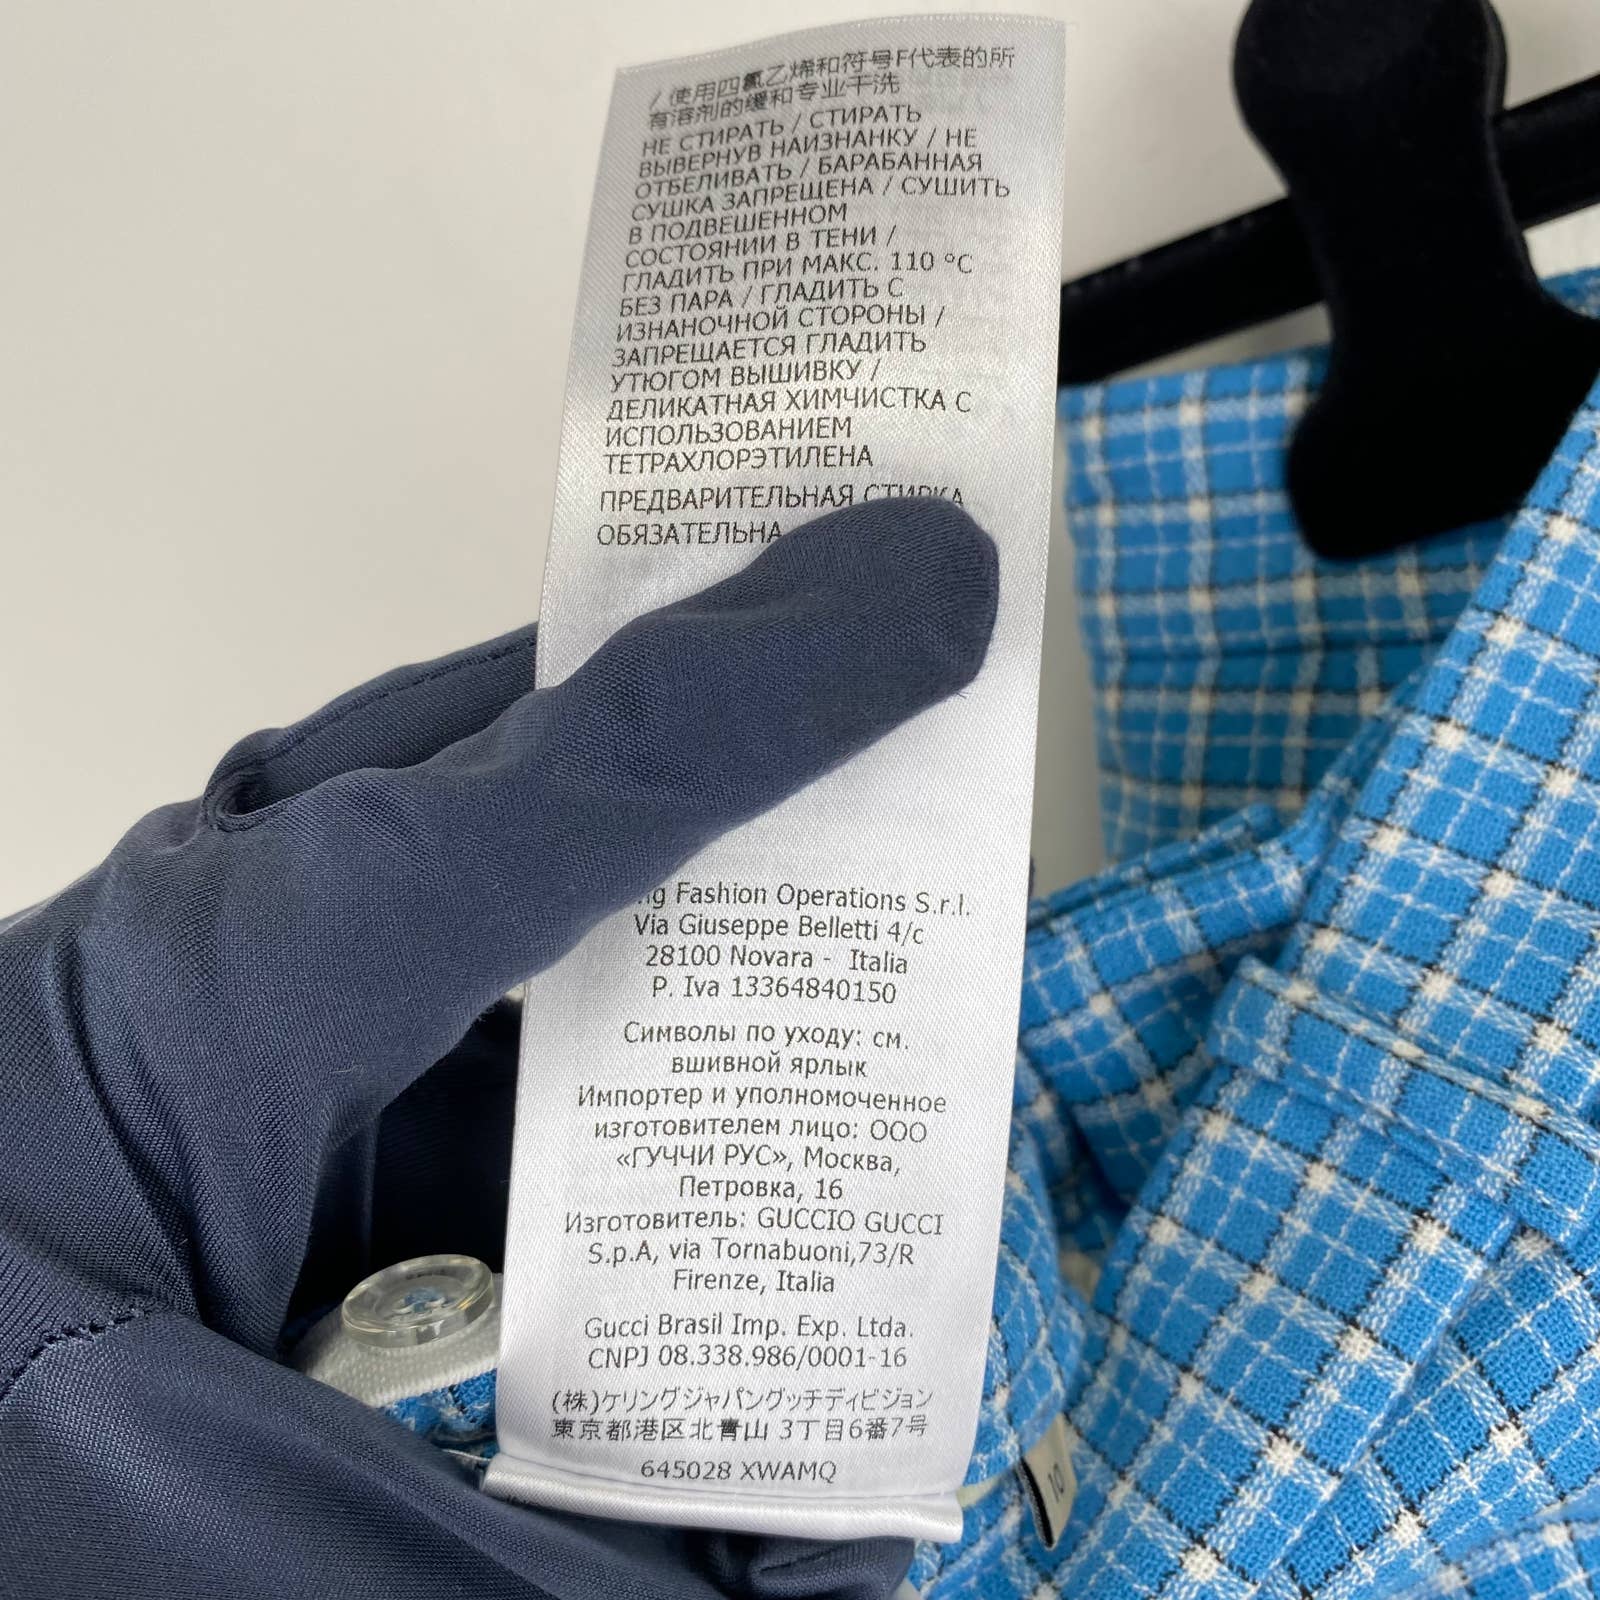 / 使用四氯乙烯和符号F代表的所
有溶剂的缓和专业干洗
НЕ СТИРАТЬ / СТИРАТЬ
ВЫВЕРНУВ НАИЗНАНКУ / НЕ
ОТБЕЛИВАТЬ / БАРАБАННАЯ
СУШКА ЗАПРЕЩЕНА / СУШИТЬ
В ПОДВЕШЕННОМ
СОСТОЯНИИ В ТЕНИ /
ГЛАДИТЬ ПРИ МАКС. 110 °C
БЕЗ ПАРА / ГЛАДИТЬ С
ИЗНАНОЧНОЙ СТОРОНЫ /
ЗАПРЕЩАЕТСЯ ГЛАДИТЬ
УТЮГОМ ВЫШИВКУ /
ДЕЛИКАТНАЯ ХИМЧИСТКА С
ИСПОЛЬЗОВАНИЕМ
ТЕТРАХЛОРЭТИЛЕНА
ПРЕДВАРИТЕЛЬНАЯ СТИРКА
ОБЯЗАТЕЛЬНА
Fashion Operations S.r.l.
Via Giuseppe Belletti 4/c
28100 Novara - Italia
P. Iva 13364840150
Символы по уходу: см.
вшивной ярлык
Импортер и уполномоченное
изготовителем лицо: ООО
«ГУЧЧИ РУС», Москва,
Петровка, 16
Изготовитель: GUCCIO GUCCI
S.p.A, via Tornabuoni,73/R
Firenze, Italia
Gucci Brasil Imp. Exp. Ltda.
CNPJ 08.338.986/0001-16
(株)ケリングジャパングッチディビジョン
東京都港区北青山 3丁目6番7号
645028 XWAMQ
10